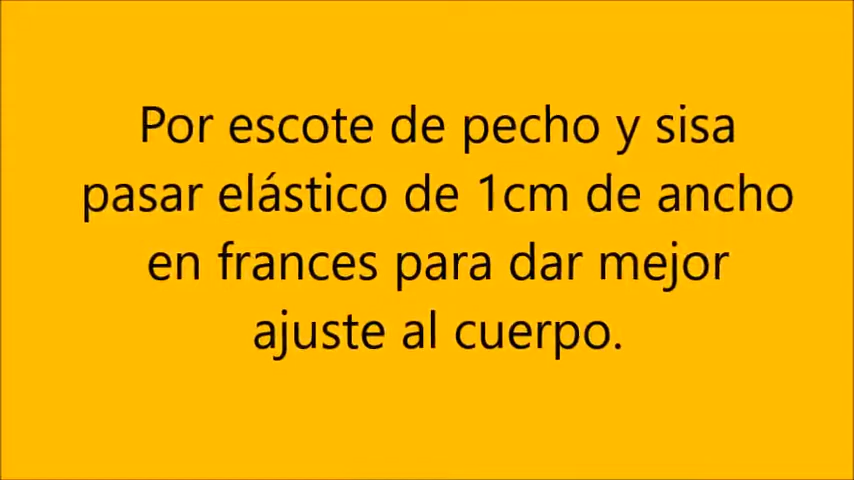 Por escote de pecho y sisa
pasar elástico de 1cm de ancho
en frances para dar mejor
ajuste al cuerpo.